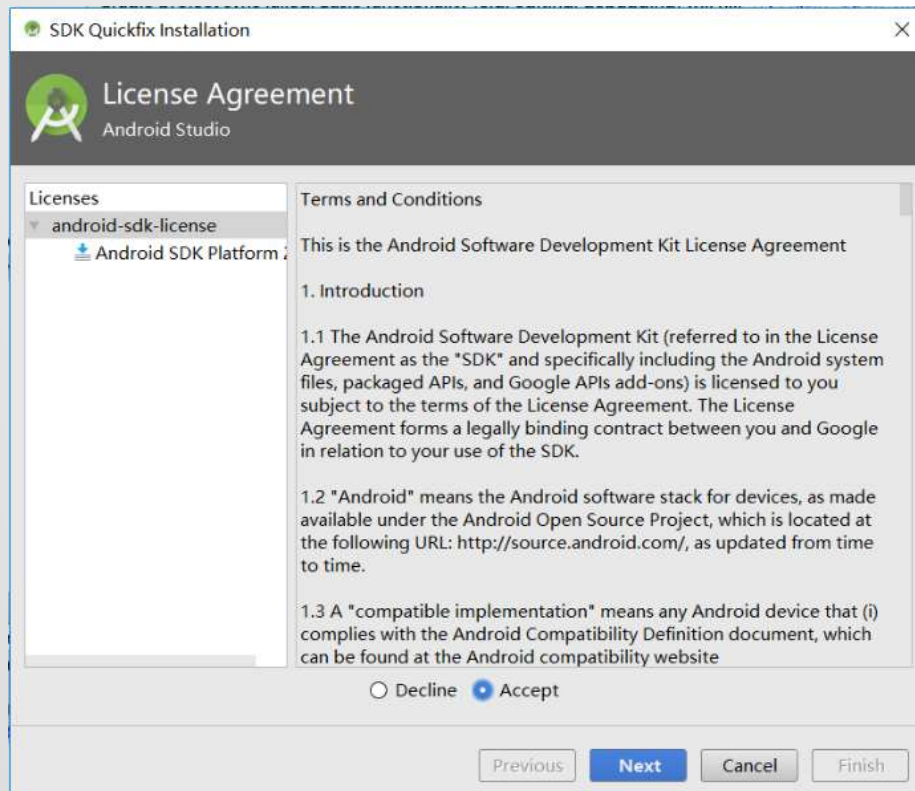 SDK Quickfix Installation
License Agreement
Android Studio
Licenses
android-sdk-license
Android SDK Platform
Terms and Conditions
This is the Android Software Development Kit License Agreement
1. Introduction
1.1 The Android Software Development Kit (referred to in the License
Agreement as the "SDK" and specifically including the Android system
files, packaged APIs, and Google APIs add-ons) is licensed to you
subject to the terms of the License Agreement. The License
Agreement forms a legally binding contract between you and Google
in relation to your use of the SDK.
1.2 "Android" means the Android software stack for devices, as made
available under the Android Open Source Project, which is located at
the following URL: http://source.android.com/, as updated from time
to time.
1.3 A "compatible implementation" means any Android device that (i)
complies with the Android Compatibility Definition document, which
can be found at the Android compatibility website
Decline Accept
Previous Next Cancel Finish